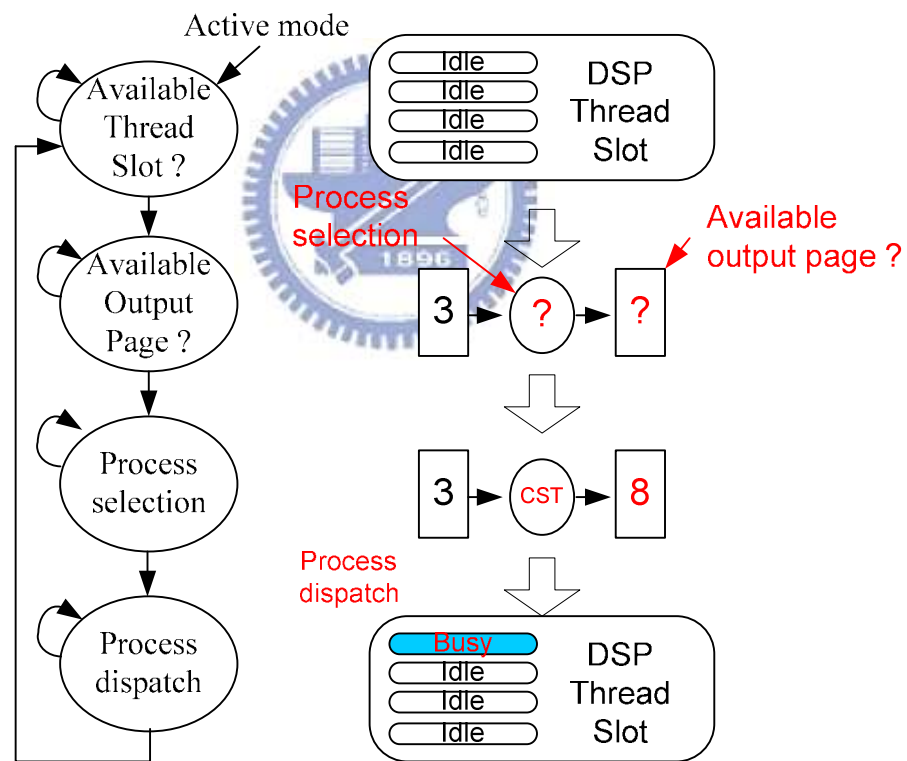 Active mode
Available
Thread
Slot ?
Available
Output
Page ?
Process
selection
Process
dispatch
Idle
Idle
Idle
Idle
DSP
Thread
Slot
1896
Process
selection
Available
output page ?
3
?
?
3
CST
8
Process
dispatch
Busy
Idle
Idle
Idle
DSP
Thread
Slot